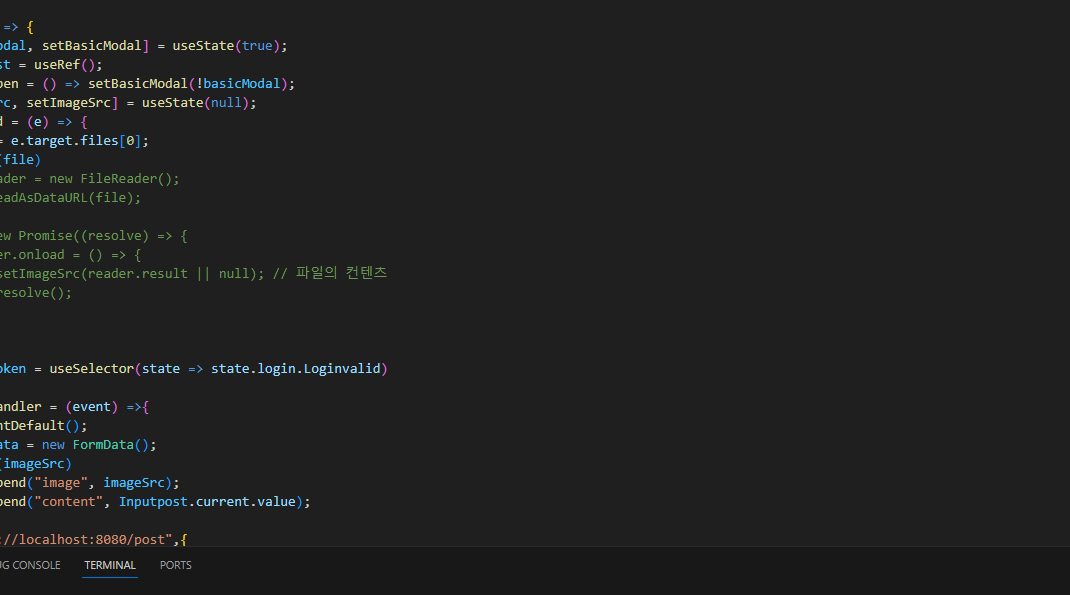 => {
odal, setBasicModal] = useState(true);
st = useRef();
pen = () => setBasicModal(!basicModal);
rc, setImageSrc] = useState(null);
d = (e) => {
= e.target.files[0];
(file)
ader = new FileReader();
eadAsDataURL(file);
ew Promise((resolve) => {
er.onload = () => {
setImageSrc(reader.result || null); // 파일의 컨텐츠
resolve();
oken = useSelector(state => state.login.Loginvalid)
andler = (event) =>{
ntDefault();
ata = new FormData();
(imageSrc)
pend("image", imageSrc);
pend("content", Inputpost.current.value);
://localhost:8080/post",{
UG CONSOLE TERMINAL PORTS